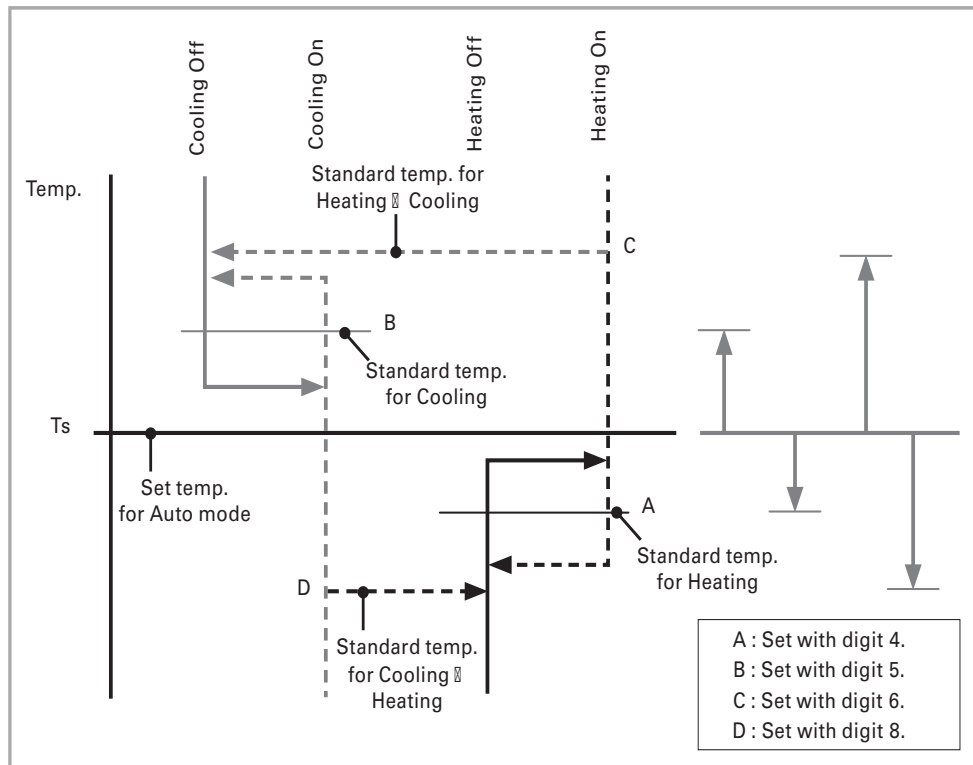 Cooling Off
Cooling On
Heating Off
Heating On
Temp.
Standard temp. for
Heating Cooling
C
B
Standard temp.
for Cooling
Ts
Set temp.
for Auto mode
A
Standard temp.
for Heating
D
Standard temp.
for Cooling
Heating
A : Set with digit 4.
B : Set with digit 5.
C : Set with digit 6.
D : Set with digit 8.